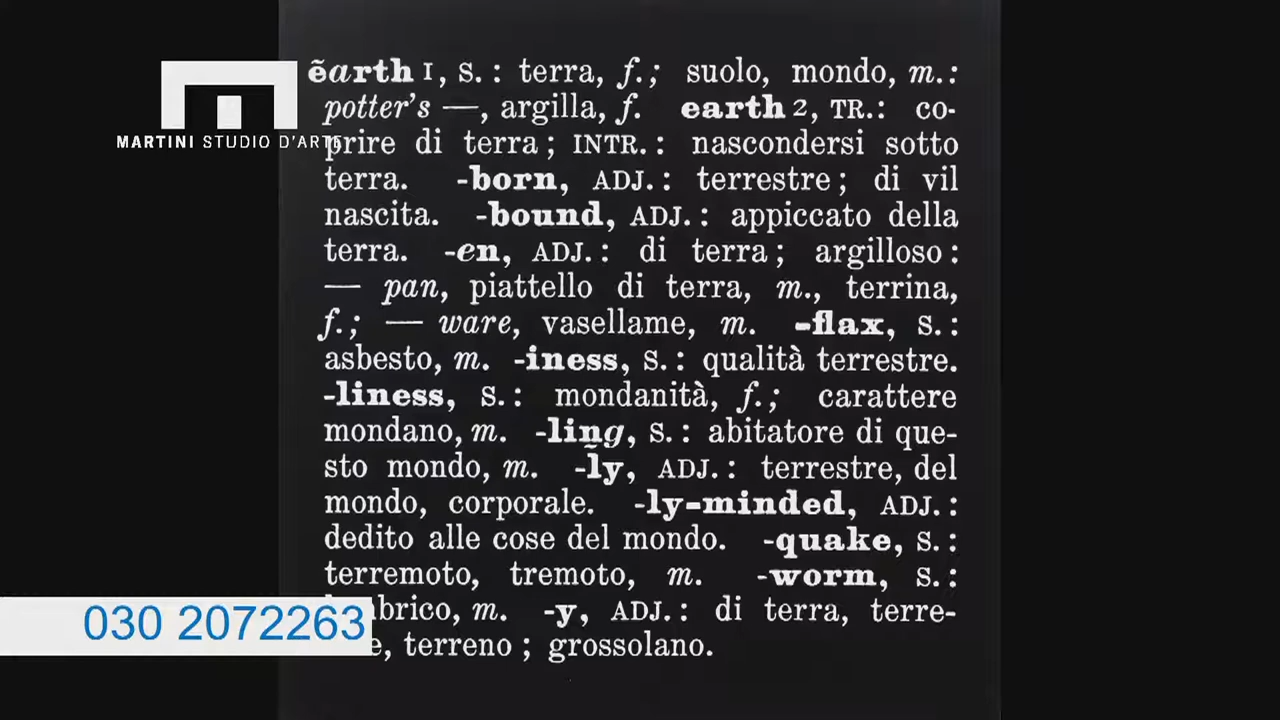 ẽarth 1, S. : terra, f.; suolo, mondo, m.:
potter's —, argilla, f. earth 2, TR.: co-
MARTINI STUDIO D'ARTE
prire di terra; INTR.: nascondersi sotto
terra. -born, ADJ.: terrestre; di vil
nascita. -bound, ADJ.: appiccato della
terra. -en, ADJ.: di terra; argilloso:
— pan, piattello di terra, m., terrina,
f.; — ware, vasellame, m. -flax, S.:
asbesto, m. -iness, S.: qualità terrestre.
-liness, S.: mondanità, f.; carattere
mondano, m. -ling, S.: abitatore di que-
sto mondo, m. -ly, ADJ.: terrestre, del
mondo, corporale. -ly-minded, ADJ.:
dedito alle cose del mondo. -quake, S.:
terremoto, tremoto, m. -worm, S.:
brico, m. -y, ADJ.: di terra, terre-
030 2072263
e, terreno; grossolano.